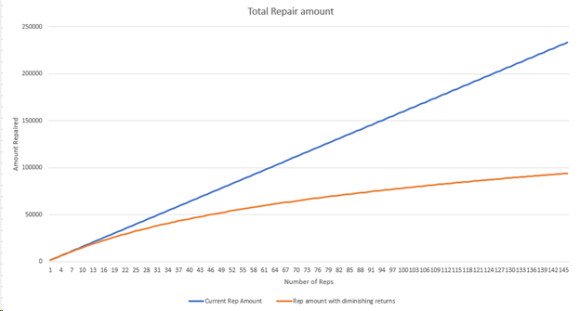 Total Repair amount
250000
200000
150000
100000
50000
0
Amount Repaired
1 4 7 10 13 16 19 22 25 28 31 34 37 40 43 46 49 52 55 58 61 64 67 70 73 76 79 82 85 88 91 94 97 100 103 106 109 112 115 118 121 124 127 130 133 136 139 142 145
Number of Reps
Current Rep Amount Rep amount with diminishing returns